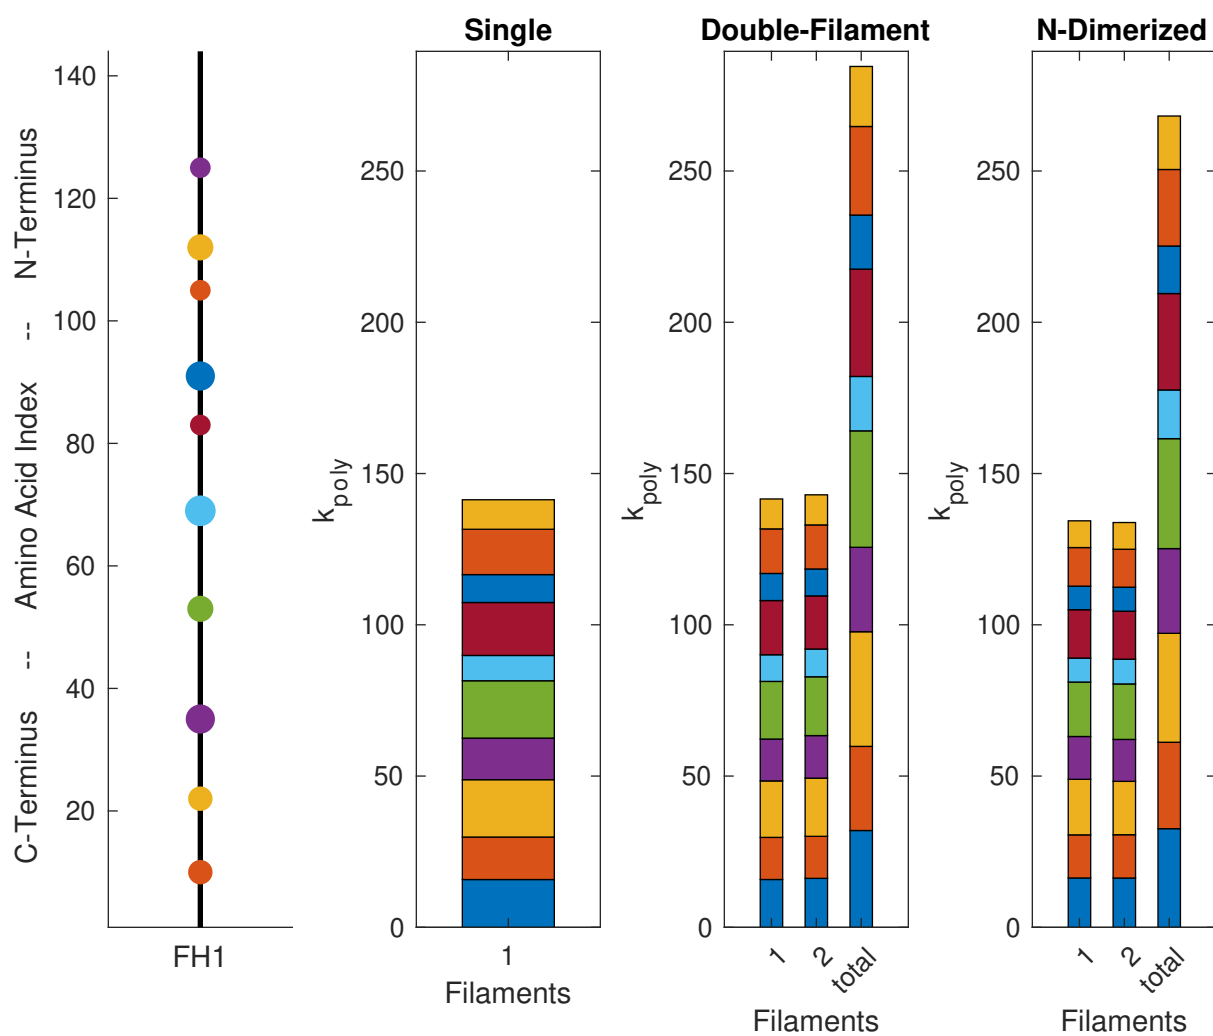 Single
Double-Filament
N-Dimerized
C-Terminus -- Amino Acid Index -- N-Terminus
140
120
100
80
60
40
20
FH1
k_poly
250
200
150
100
50
0
1
Filaments
k_poly
250
200
150
100
50
0
1
2
total
Filaments
k_poly
250
200
150
100
50
0
1
2
total
Filaments